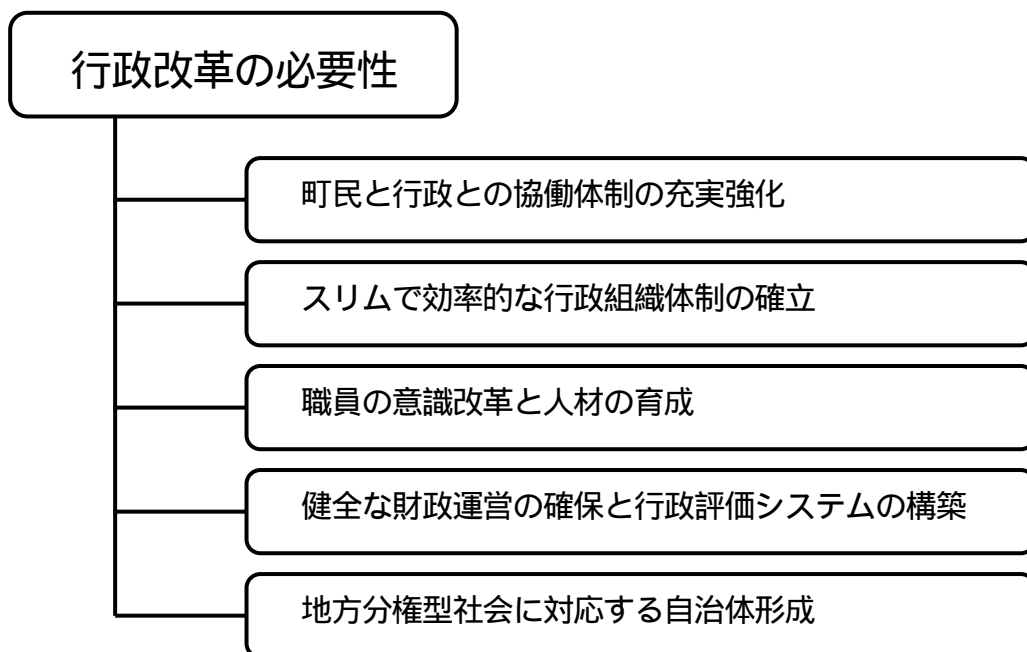 行政改革の必要性
町民と行政との協働体制の充実強化
スリムで効率的な行政組織体制の確立
職員の意識改革と人材の育成
健全な財政運営の確保と行政評価システムの構築
地方分権型社会に対応する自治体形成